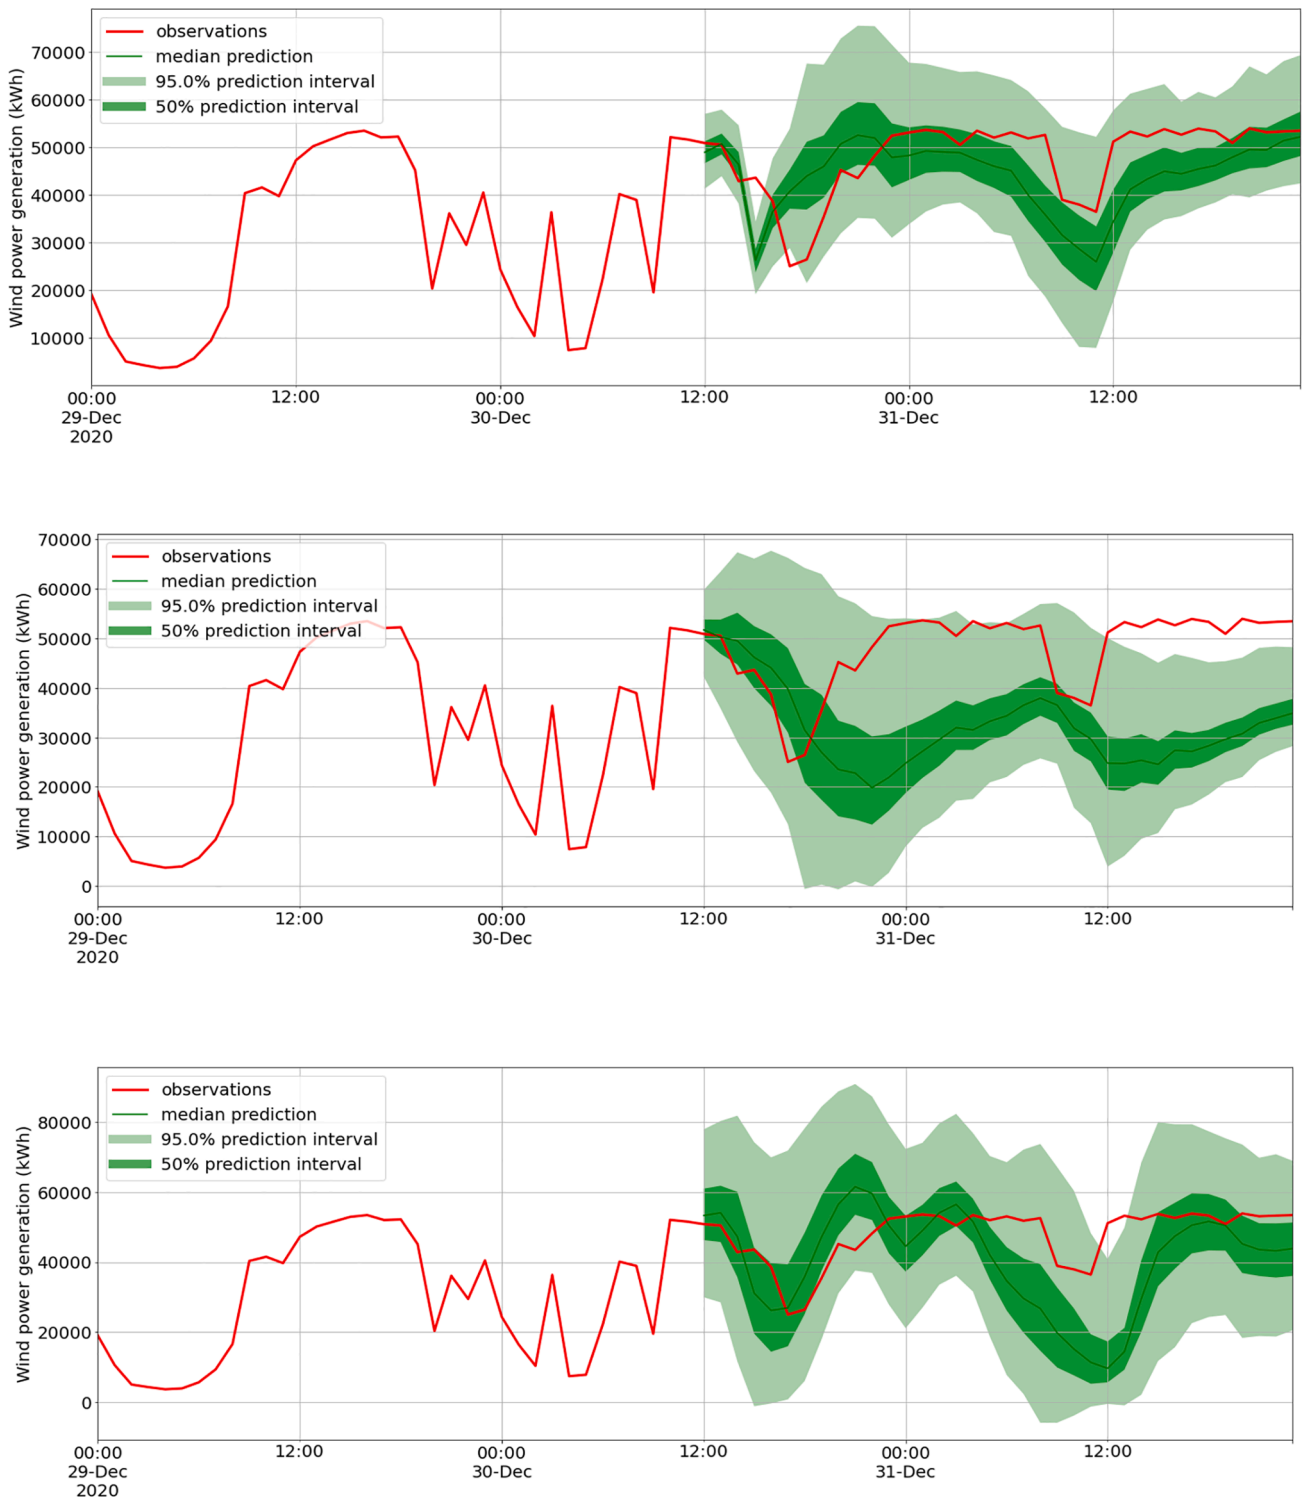 observations
median prediction
95.0% prediction interval
50% prediction interval
Wind power generation (kWh)
70000
60000
50000
40000
30000
20000
10000
00:00 12:00 00:00 12:00 00:00 12:00
29-Dec 30-Dec 31-Dec
2020
observations
median prediction
95.0% prediction interval
50% prediction interval
Wind power generation (kWh)
70000
60000
50000
40000
30000
20000
10000
0
00:00 12:00 00:00 12:00 00:00 12:00
29-Dec 30-Dec 31-Dec
2020
observations
median prediction
95.0% prediction interval
50% prediction interval
Wind power generation (kWh)
80000
60000
40000
20000
0
00:00 12:00 00:00 12:00 00:00 12:00
29-Dec 30-Dec 31-Dec
2020